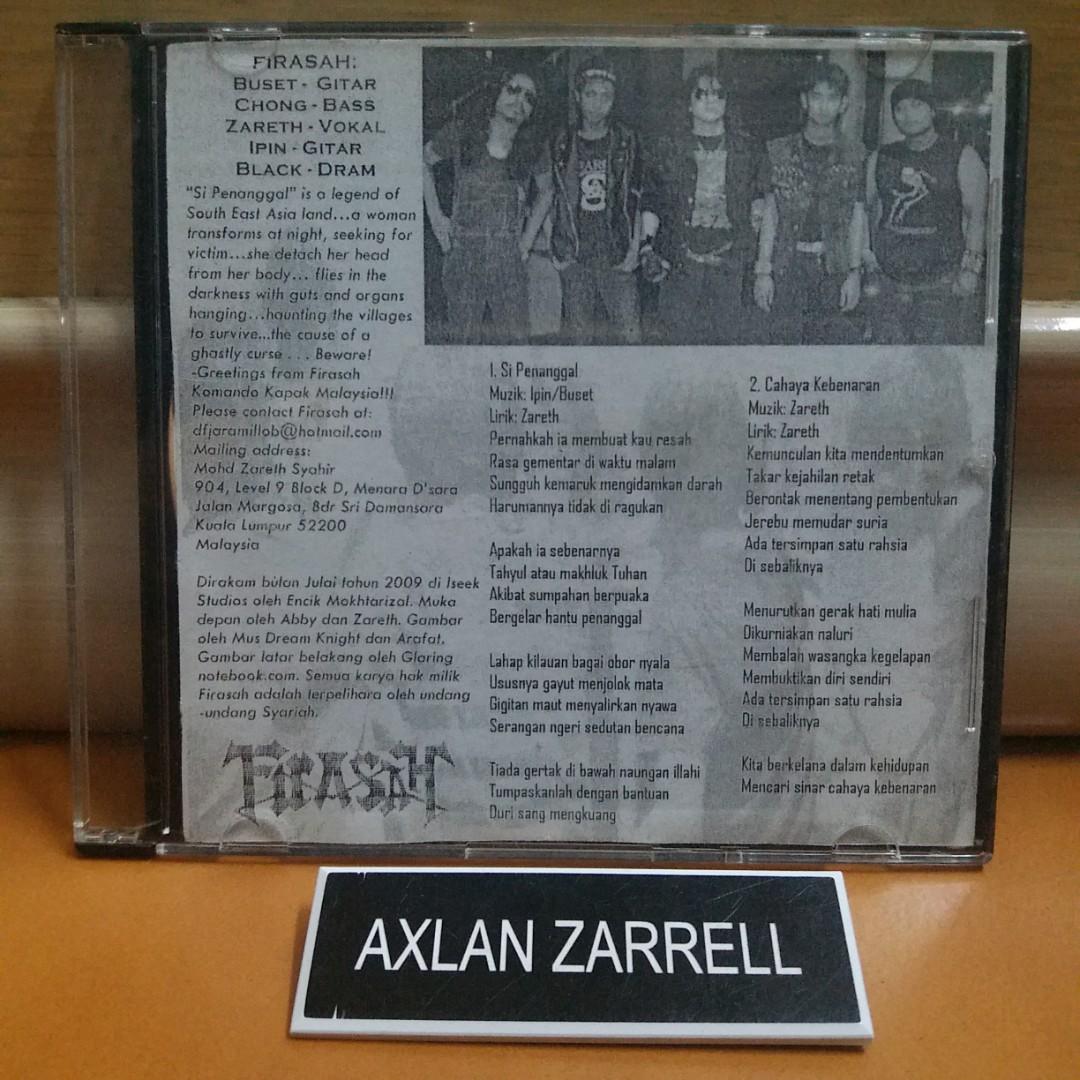 FIRASAH:
BUSET - GITAR
CHONG - BASS
ZARETH - VOKAL
IPIN - GITAR
BLACK - DRAM
"Si Penanggal" is a legend of
South East Asia land...a woman
transforms at night, seeking for
victim...she detach her head
from her body... flies in the
darkness with guts and organs
hanging...haunting the villages
to survive...the cause of a
ghastly curse . . . Beware!
-Greetings from Firasah
Komando Kapak Malaysia!!!
Please contact Firasah at:
dfjaramillob@hotmail.com
Mailing address:
Mohd Zareth Syahir
904, Level 9 Block D, Menara D'sara
Jalan Margosa, Bdr Sri Damansara
Kuala Lumpur 52200
Malaysia
Dirakam bulan Julai tahun 2009 di Iseek
Studios oleh Encik Mokhtarizal. Muka
depan oleh Abby dan Zareth. Gambar
oleh Mus Dream Knight dan Arafat.
Gambar latar belakang oleh Glaring
notebook.com. Semua karya hak milik
Firasah adalah terpelihara oleh undang
-undang Syariah.
FIRASAH
1. Si Penanggal
Muzik: Ipin/Buset
Lirik: Zareth
Pernahkah ia membuat kau resah
Rasa gementar di waktu malam
Sungguh kemaruk mengidamkan darah
Harumannya tidak di ragukan
Apakah ia sebenarnya
Tahyul atau makhluk Tuhan
Akibat sumpahan berpuaka
Bergelar hantu penanggal
Lahap kilauan bagai obor nyala
Ususnya gayut menjolok mata
Gigitan maut menyalirkan nyawa
Serangan ngeri sedutan bencana
Tiada gertak di bawah naungan illahi
Tumpaskanlah dengan bantuan
Duri sang mengkuang
2. Cahaya Kebenaran
Muzik: Zareth
Lirik: Zareth
Kemunculan kita mendentumkan
Takar kejahilan retak
Berontak menentang pembentukan
Jerebu memudar suria
Ada tersimpan satu rahsia
Di sebaliknya
Menurutkan gerak hati mulia
Dikurniakan naluri
Membalah wasangka kegelapan
Membuktikan diri sendiri
Ada tersimpan satu rahsia
Di sebaliknya
Kita berkelana dalam kehidupan
Mencari sinar cahaya kebenaran
AXLAN ZARRELL